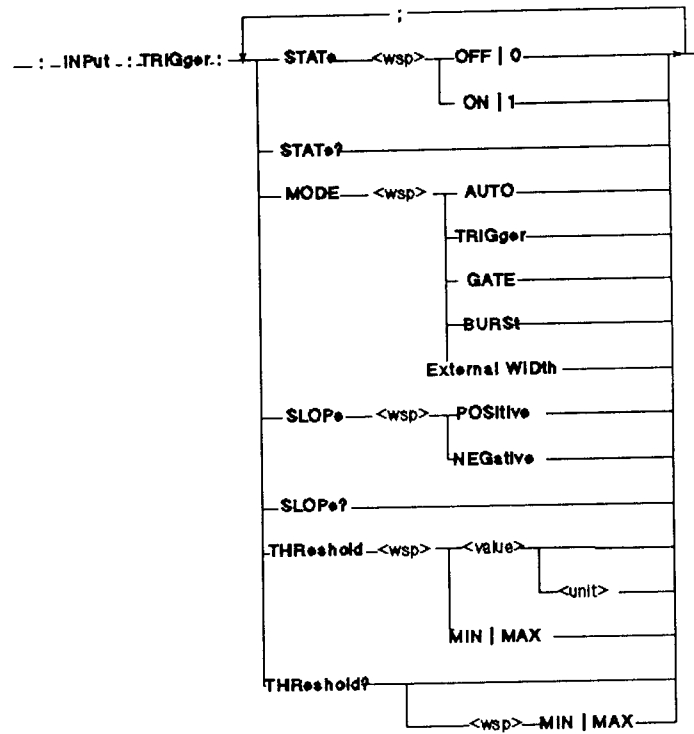 ;
: INPut : TRIGger : STATe <wsp> OFF | 0
ON | 1
STATe?
MODE <wsp> AUTO
TRIGger
GATE
BURSt
External WIDth
SLOPe <wsp> POSitive
NEGative
SLOPe?
THReshold <wsp> <value>
<unit>
MIN | MAX
THReshold?
<wsp> MIN | MAX